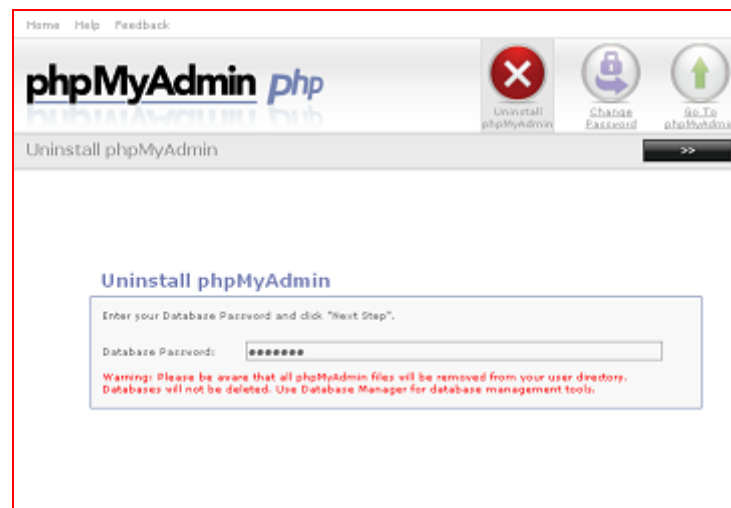 Home Help Feedback
phpMyAdmin php
Uninstall
phpMyAdmin
Change
Password
Go To
phpMyAdmin
Uninstall phpMyAdmin
>>
Uninstall phpMyAdmin
Enter your Database Password and click "Next Step".
Database Password: •••••••
Warning: Please be aware that all phpMyAdmin files will be removed from your user directory.
Databases will not be deleted. Use Database Manager for database management tools.